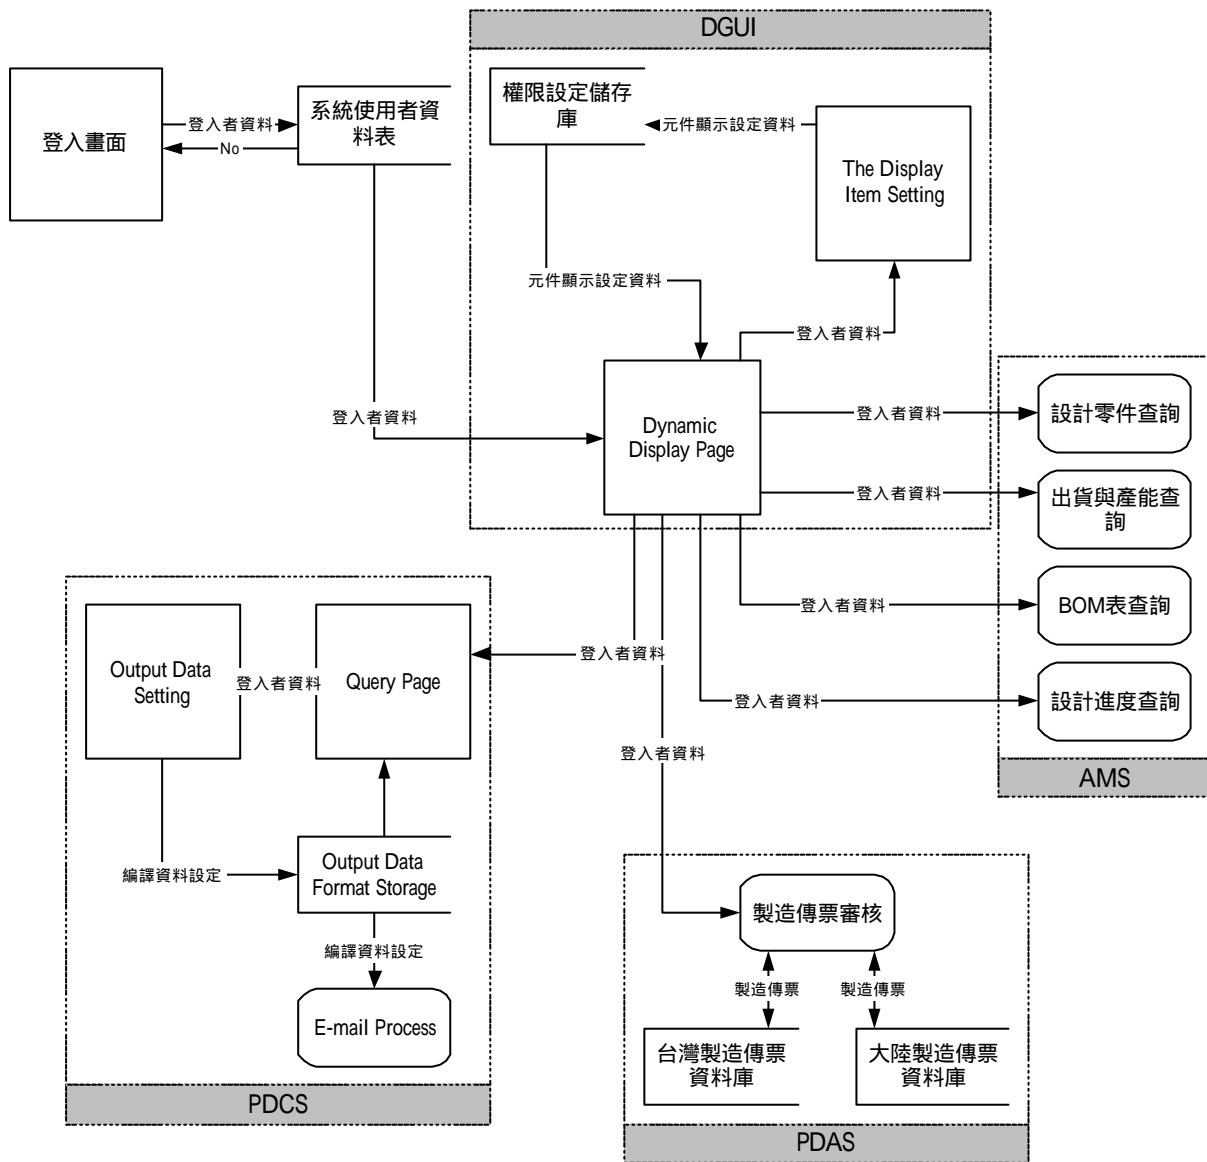 DGUI
登入畫面
登入者資料
No
系統使用者資
料表
權限設定儲存
庫
元件顯示設定資料
The Display
Item Setting
元件顯示設定資料
登入者資料
登入者資料
Dynamic
Display Page
登入者資料
設計零件查詢
登入者資料
出貨與產能查
詢
登入者資料
BOM表查詢
登入者資料
設計進度查詢
AMS
登入者資料
登入者資料
Output Data
Setting
登入者資料
Query Page
編譯資料設定
Output Data
Format Storage
編譯資料設定
E-mail Process
PDCS
製造傳票審核
製造傳票
製造傳票
台灣製造傳票
資料庫
大陸製造傳票
資料庫
PDAS